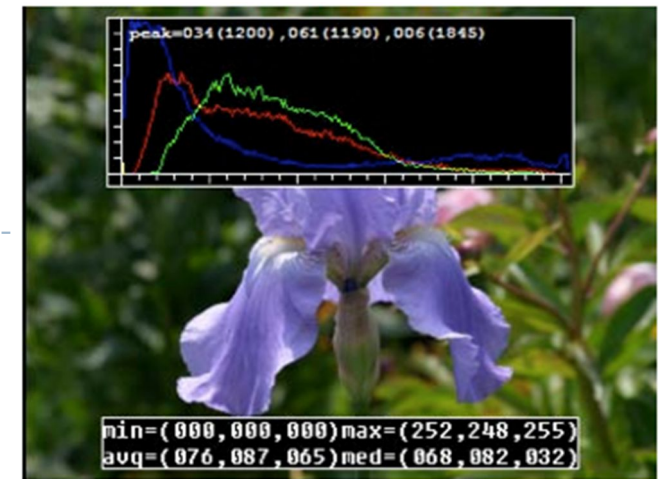 peak=034(1200),061(1190),006(1845)
min=(000,000,000)max=(252,248,255)
avg=(076,087,065)med=(068,082,032)